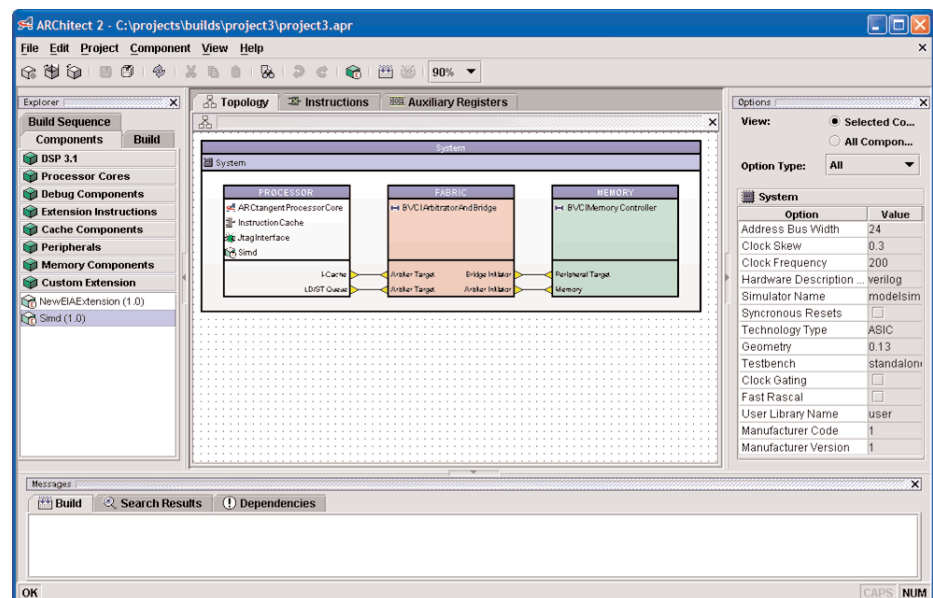 ARChitect 2 - C:\projects\builds\project3\project3.apr
File Edit Project Component View Help
90%
Explorer
Build Sequence
Components Build
DSP 3.1
Processor Cores
Debug Components
Extension Instructions
Cache Components
Peripherals
Memory Components
Custom Extension
NewEIAExtension (1.0)
Simd (1.0)
Topology Instructions Auxiliary Registers
System
System
PROCESSOR
ARCtangentProcessorCore
InstructionCache
JtagInterface
Simd
I-Cache
LD/ST Queue
FABRIC
BVCIArbitratorAndBridge
Arbiter Target Bridge Initiator
Arbiter Target Arbiter Initiator
MEMORY
BVCIMemory Controller
Peripheral Target
Memory
Options
View: Selected Co...
All Compon...
Option Type: All
System
Option Value
Address Bus Width 24
Clock Skew 0.3
Clock Frequency 200
Hardware Description ... verilog
Simulator Name modelsim
Syncronous Resets
Technology Type ASIC
Geometry 0.13
Testbench standalon
Clock Gating
Fast Rascal
User Library Name user
Manufacturer Code 1
Manufacturer Version 1
Messages
Build Search Results Dependencies
OK CAPS NUM